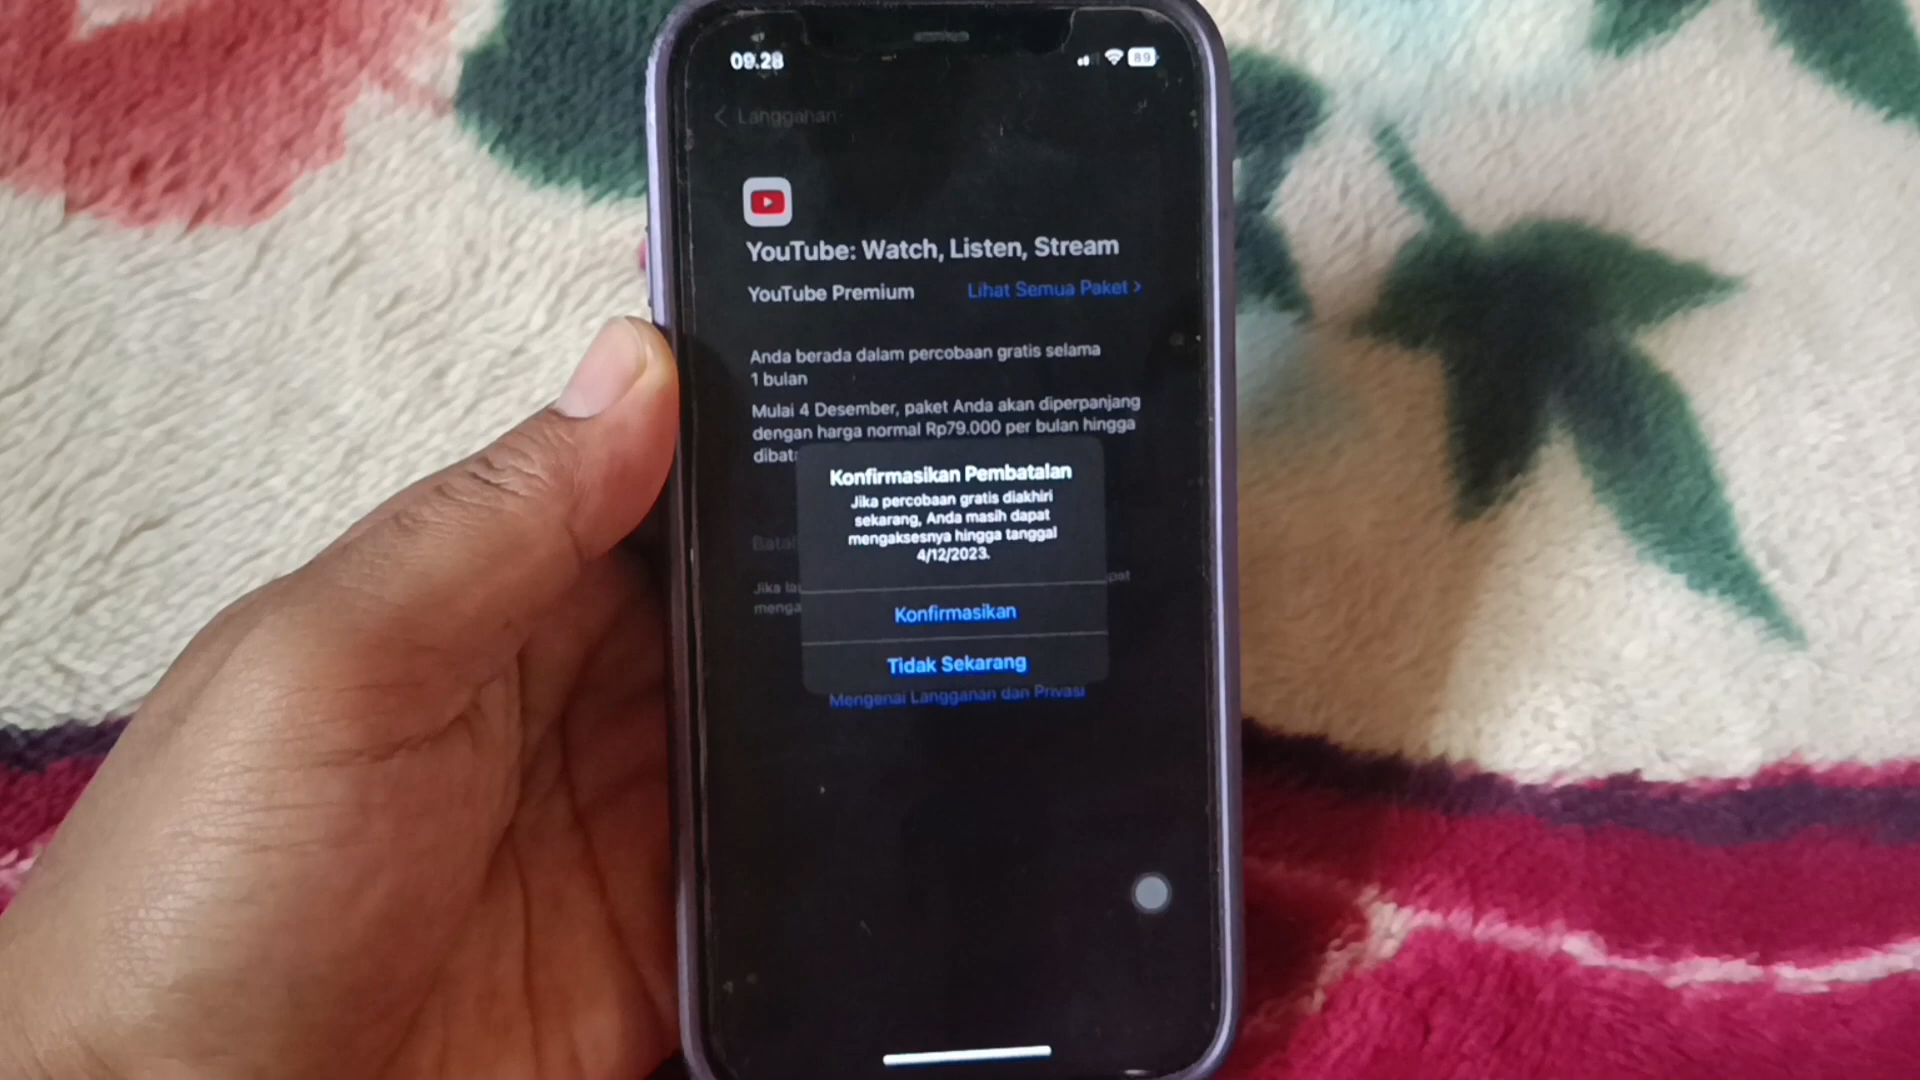 09.28
89
Langganan
YouTube: Watch, Listen, Stream
YouTube Premium
Lihat Semua Paket
Anda berada dalam percobaan gratis selama
1 bulan
Mulai 4 Desember, paket Anda akan diperpanjang
dengan harga normal Rp79.000 per bulan hingga
Konfirmasikan Pembatalan
Jika percobaan gratis diakhiri
sekarang, Anda masih dapat
mengaksesnya hingga tanggal
4/12/2023.
Jika
Konfirmasikan
Tidak Sekarang
Mengenai Langganan dan Privasi